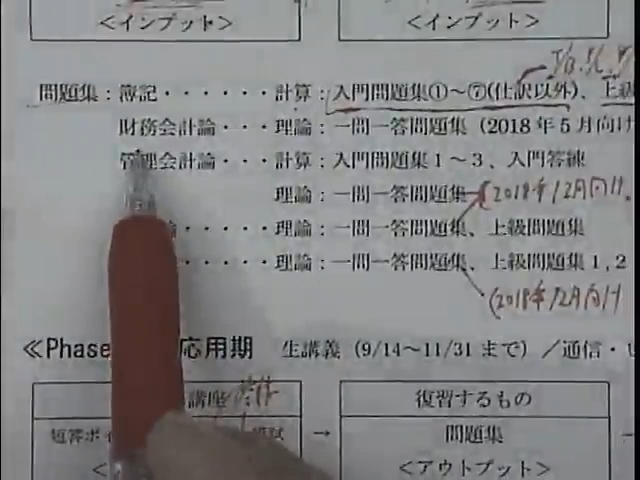 <インプット> <インプット>
問題集：簿記・・・・・・計算：入門問題集①～⑦(仕訳以外)、上級
財務会計論・・・理論：一問一答問題集 (2018年5月向け
管理会計論・・・計算：入門問題集1～3、入門答練
理論：一問一答問題集 (2018年12月向け。
論・・・・・理論：一問一答問題集、上級問題集
・・・・・理論：一問一答問題集、上級問題集1,2
(2018年12月向け
≪Phase 応用期 生講義 (9/14～11/31まで) ／通信・
講座 復習するもの
短答 → 問題集 →
< <アウトプット>